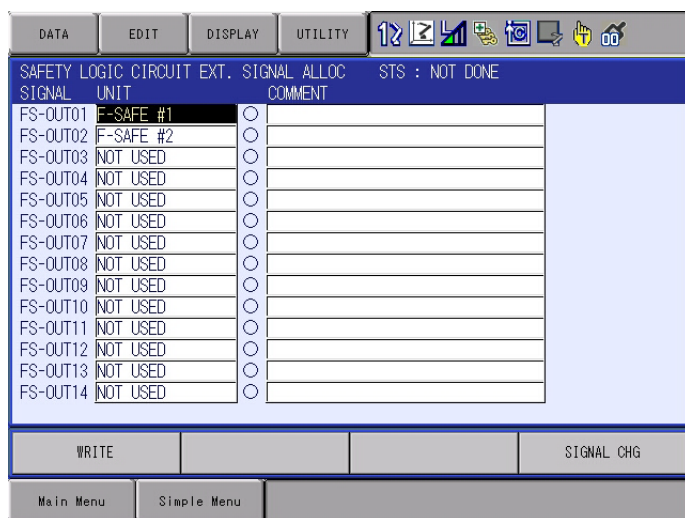 DATA EDIT DISPLAY UTILITY
SAFETY LOGIC CIRCUIT EXT. SIGNAL ALLOC STS : NOT DONE
SIGNAL UNIT COMMENT
FS-OUT01 F-SAFE #1
FS-OUT02 F-SAFE #2
FS-OUT03 NOT USED
FS-OUT04 NOT USED
FS-OUT05 NOT USED
FS-OUT06 NOT USED
FS-OUT07 NOT USED
FS-OUT08 NOT USED
FS-OUT09 NOT USED
FS-OUT10 NOT USED
FS-OUT11 NOT USED
FS-OUT12 NOT USED
FS-OUT13 NOT USED
FS-OUT14 NOT USED
WRITE SIGNAL CHG
Main Menu Simple Menu